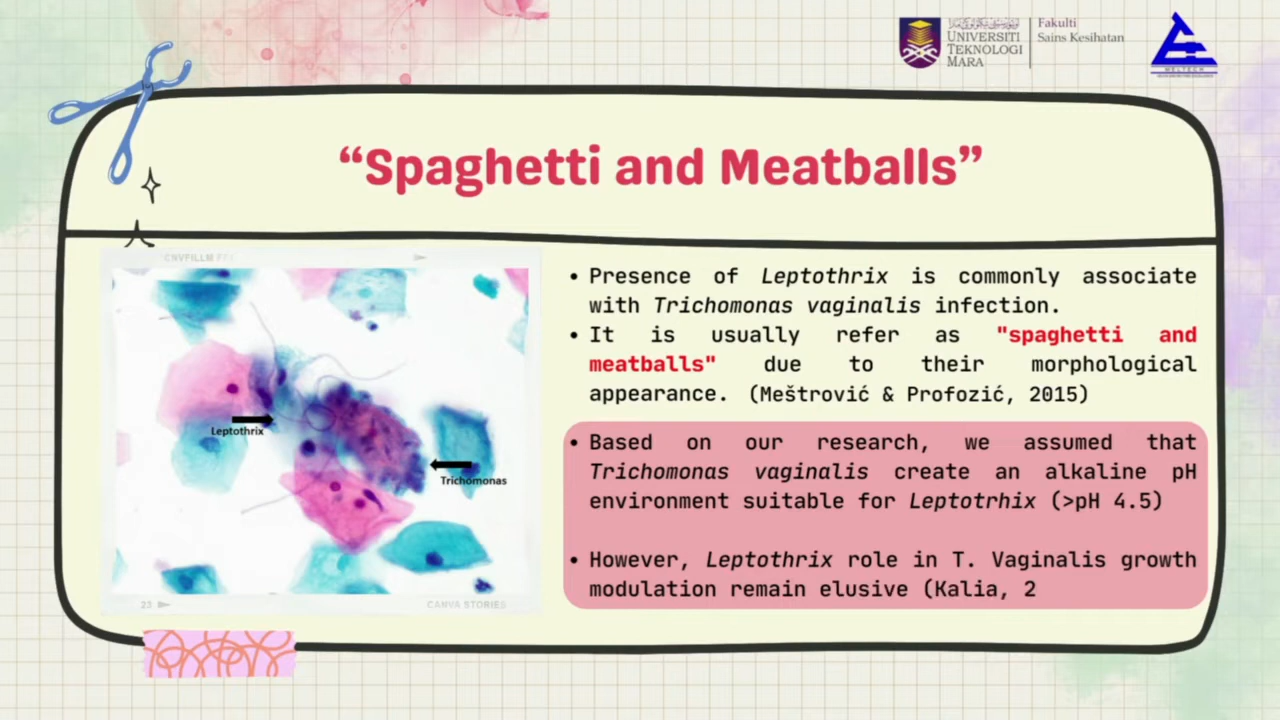 UNIVERSITI
TEKNOLOGI
MARA
Fakulti
Sains Kesihatan
“Spaghetti and Meatballs”
Leptothrix
Trichomonas
23
CANVA STORIES
• Presence of Leptothrix is commonly associate
with Trichomonas vaginalis infection.
• It is usually refer as "spaghetti and
meatballs" due to their morphological
appearance. (Meštrović & Profozić, 2015)
• Based on our research, we assumed that
Trichomonas vaginalis create an alkaline pH
environment suitable for Leptotrhix (>pH 4.5)
• However, Leptothrix role in T. Vaginalis growth
modulation remain elusive (Kalia, 2